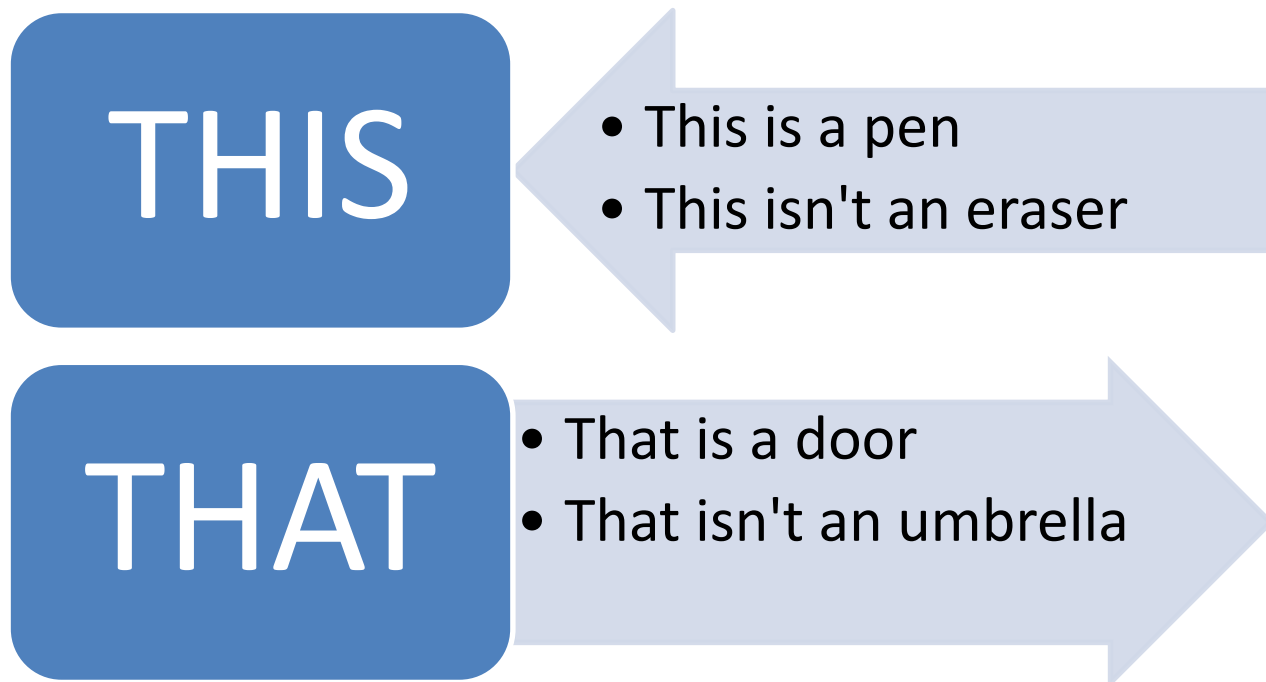 THIS
• This is a pen
• This isn't an eraser
THAT
• That is a door
• That isn't an umbrella